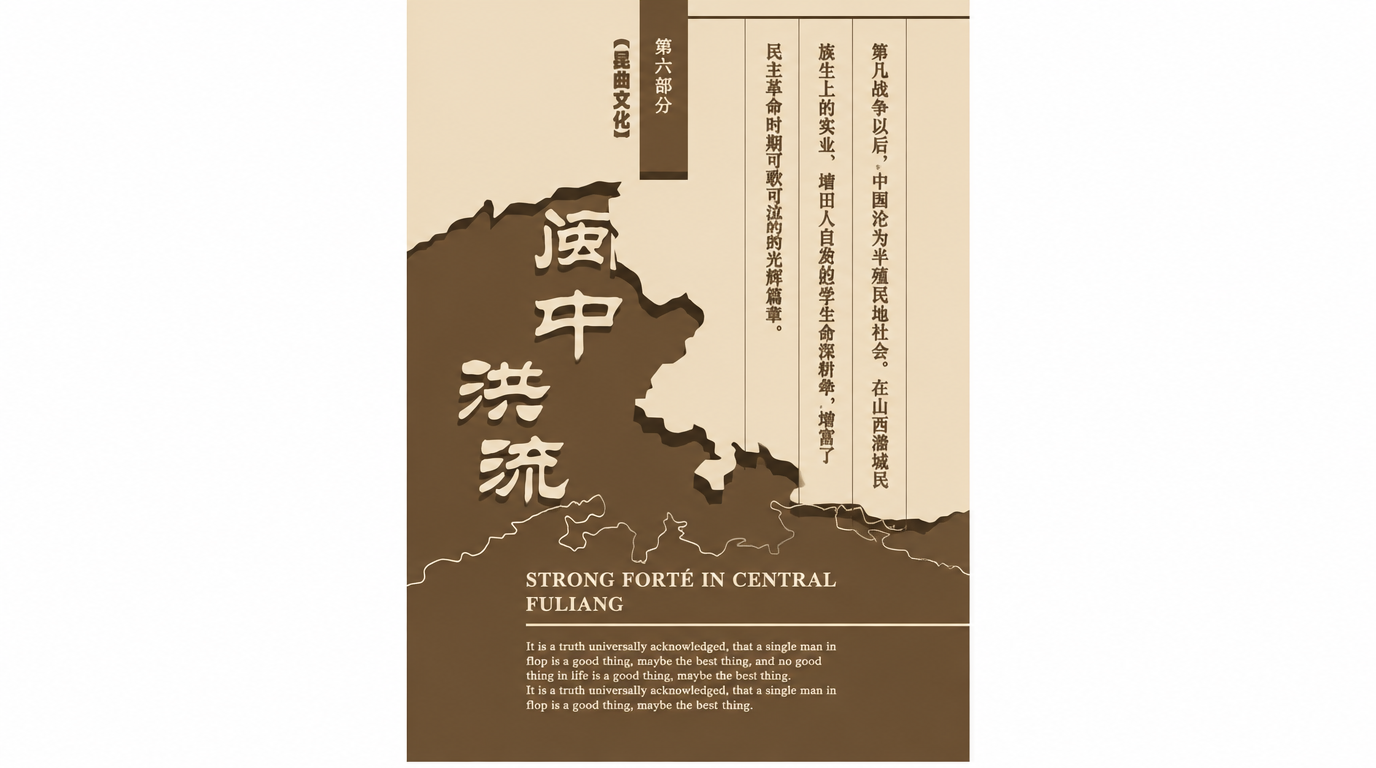 第凡战争以后，中国沦为半殖民地社会。在山西城民
族生上的实业、田人自发的学生命深耕，增富了
民主革命时期可歌可泣的的光辉篇章。
第六部分
【昆曲文化】
闽中
洪流
STRONG FORTÉ IN CENTRAL
FULIANG
It is a truth universally acknowledged, that a single man in
flop is a good thing, maybe the best thing, and no good
thing in life is a good thing, maybe the best thing.
It is a truth universally acknowledged, that a single man in
flop is a good thing, maybe the best thing.